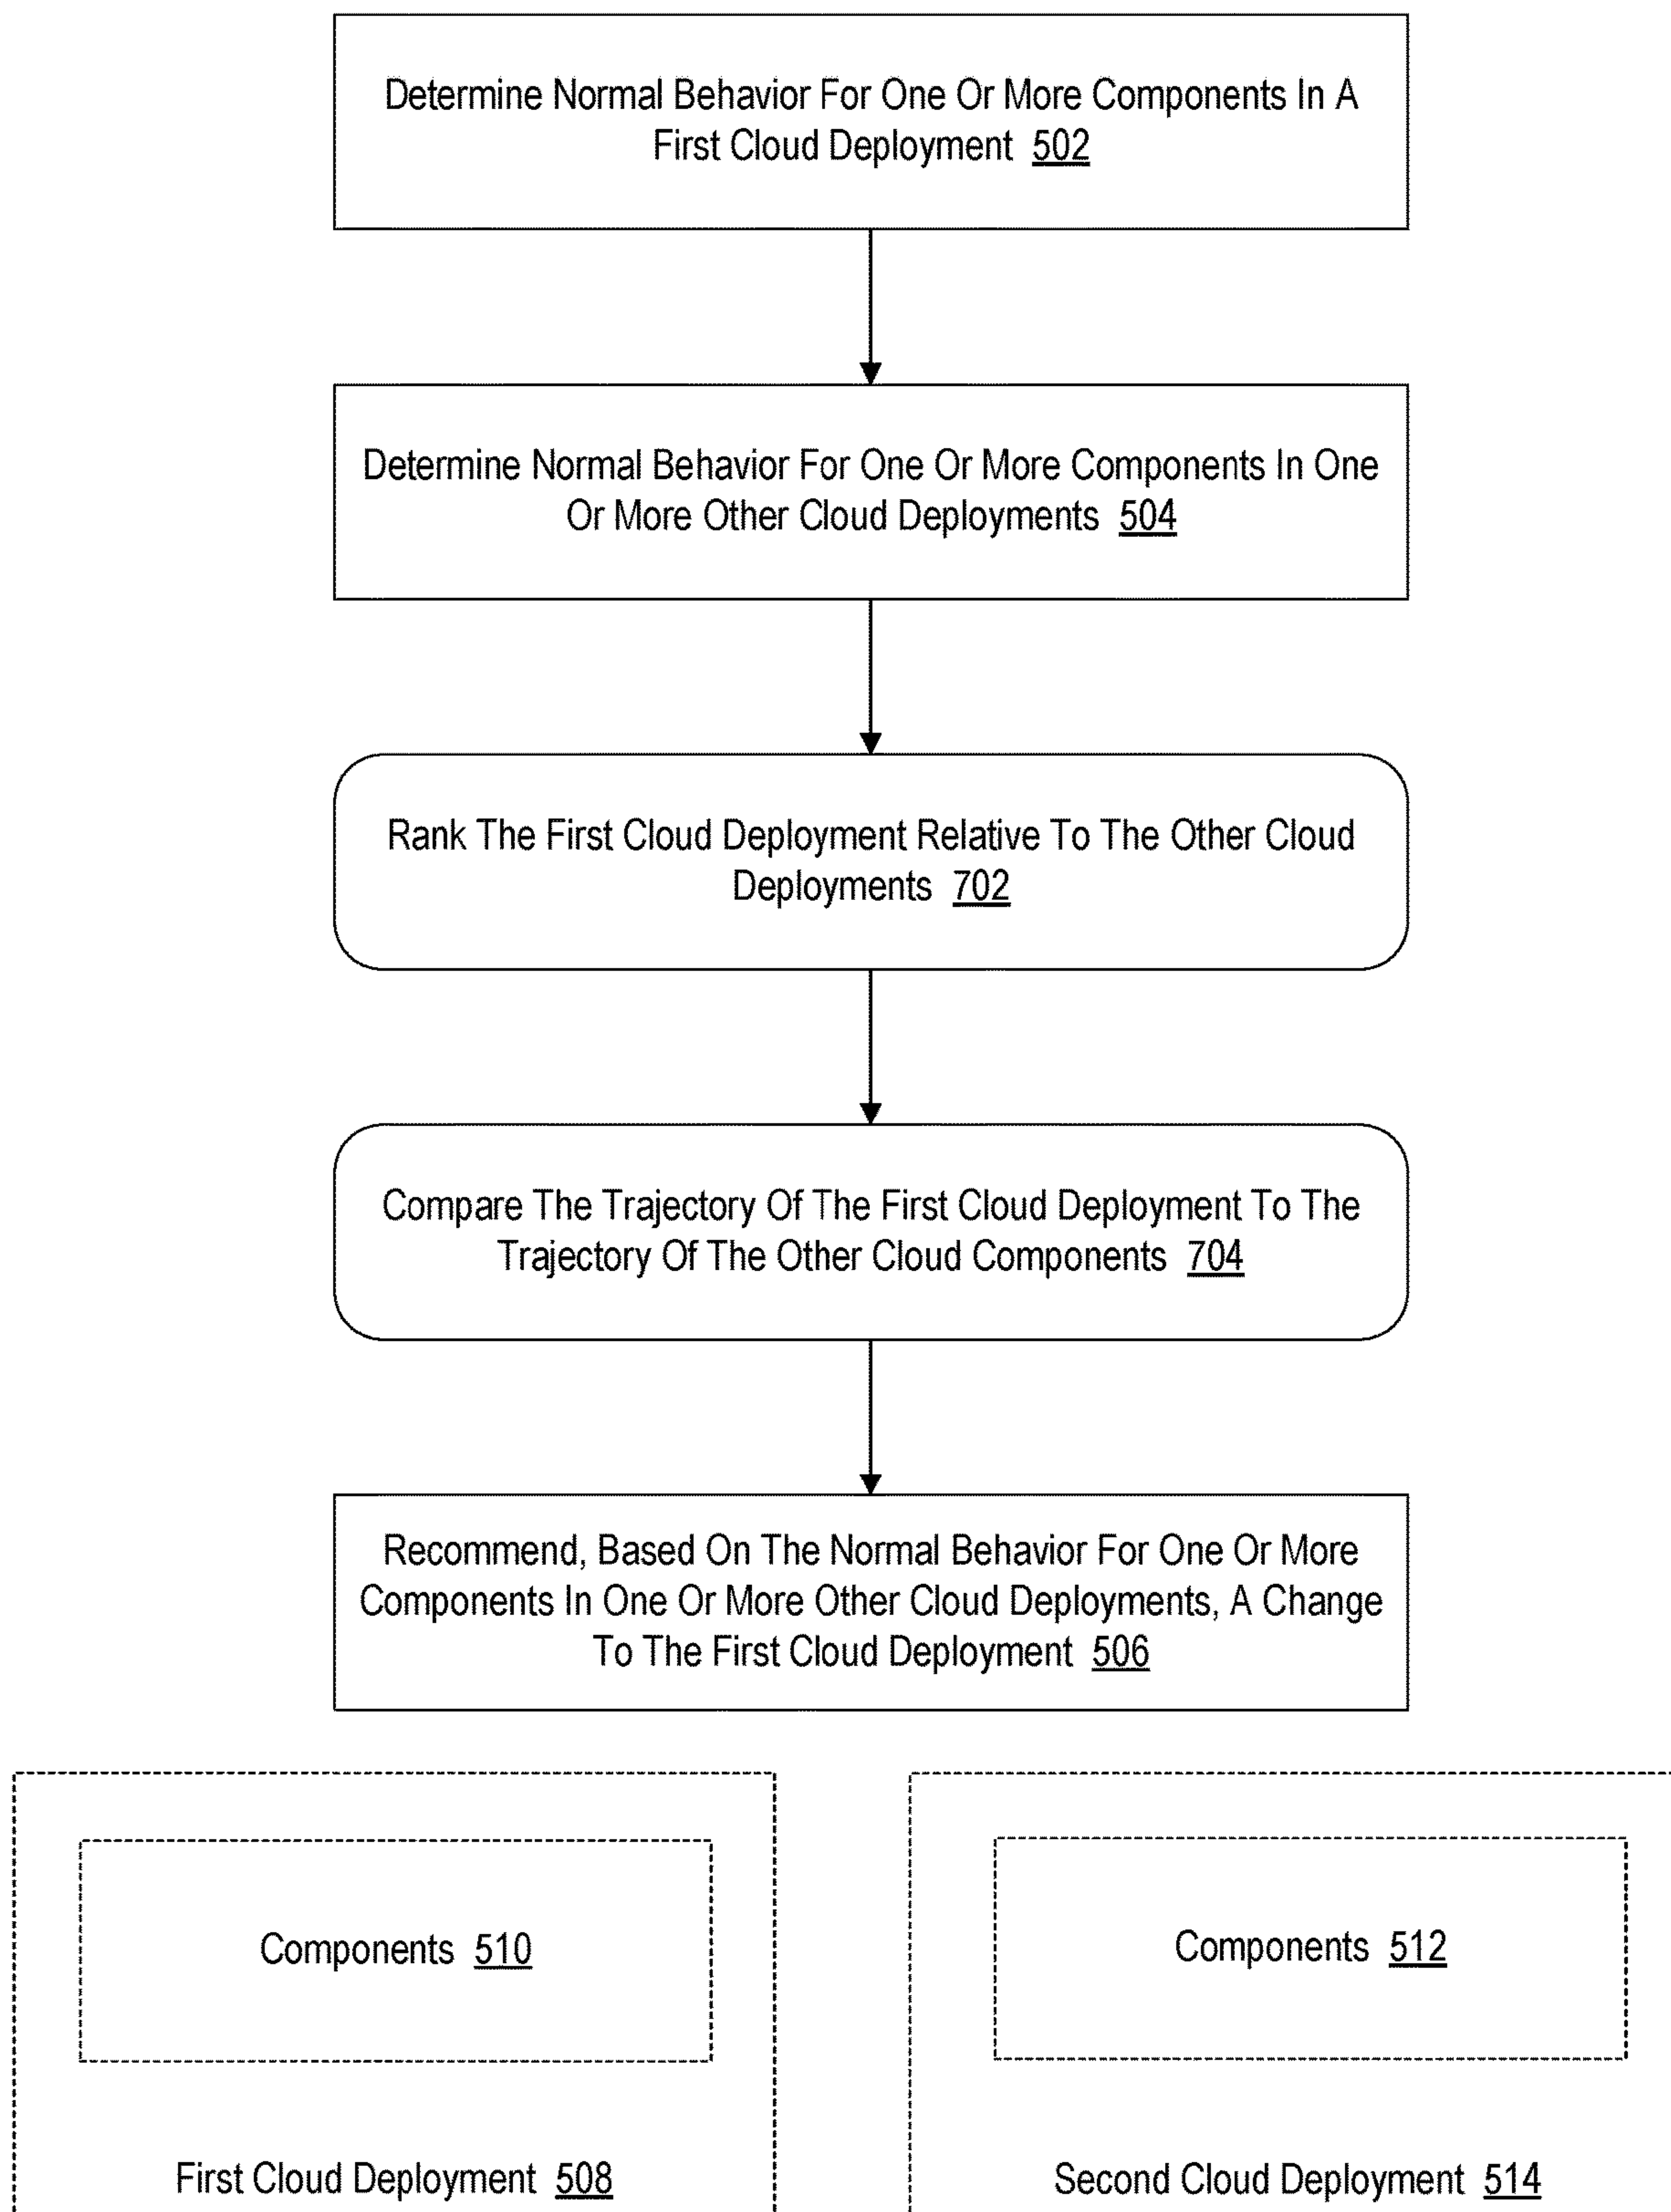 Determine Normal Behavior For One Or More Components In A
First Cloud Deployment 502
Determine Normal Behavior For One Or More Components In One
Or More Other Cloud Deployments 504
Rank The First Cloud Deployment Relative To The Other Cloud
Deployments 702
Compare The Trajectory Of The First Cloud Deployment To The
Trajectory Of The Other Cloud Components 704
Recommend, Based On The Normal Behavior For One Or More
Components In One Or More Other Cloud Deployments, A Change
To The First Cloud Deployment 506
Components 510
Components 512
First Cloud Deployment 508
Second Cloud Deployment 514